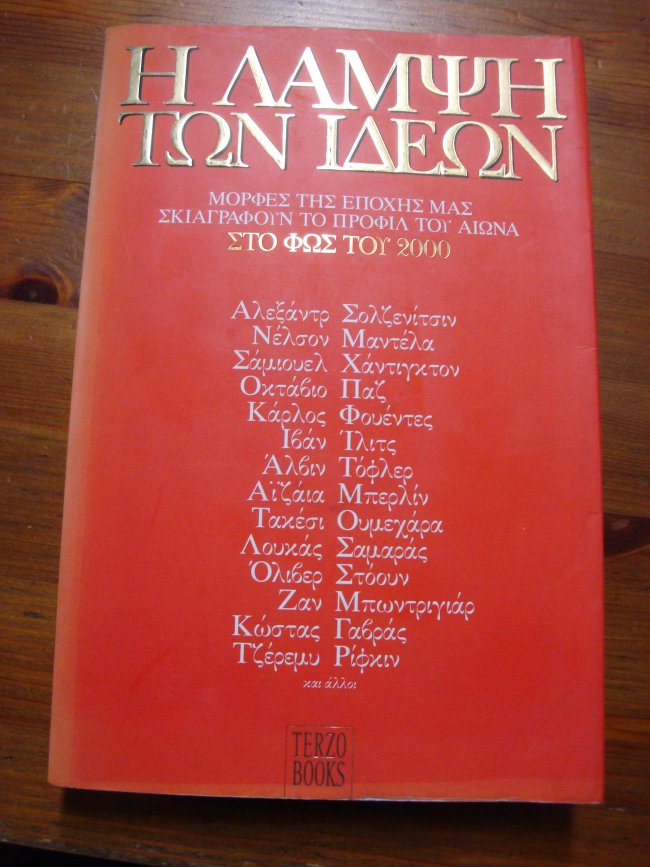 Η ΛΑΜΨΗ
ΤΩΝ ΙΔΕΩΝ
ΜΟΡΦΕΣ ΤΗΣ ΕΠΟΧΗΣ ΜΑΣ
ΣΚΙΑΓΡΑΦΟΥΝ ΤΟ ΠΡΟΦΙΛ ΤΟΥ ΑΙΩΝΑ
ΣΤΟ ΦΩΣ ΤΟΥ 2000
Αλεξάντρ Σολζενίτσιν
Νέλσον Μαντέλα
Σάμιουελ Χάντιγκτον
Οκτάβιο Παζ
Κάρλος Φουέντες
Ιβάν Ίλιτς
Άλβιν Τόφλερ
Αϊζάια Μπερλίν
Τακέσι Ουμεχάρα
Λουκάς Σαμαράς
Όλιβερ Στόουν
Ζαν Μπωντριγιάρ
Κώστας Γαβράς
Τζέρεμυ Ρίφκιν
και άλλοι
TERZO
BOOKS